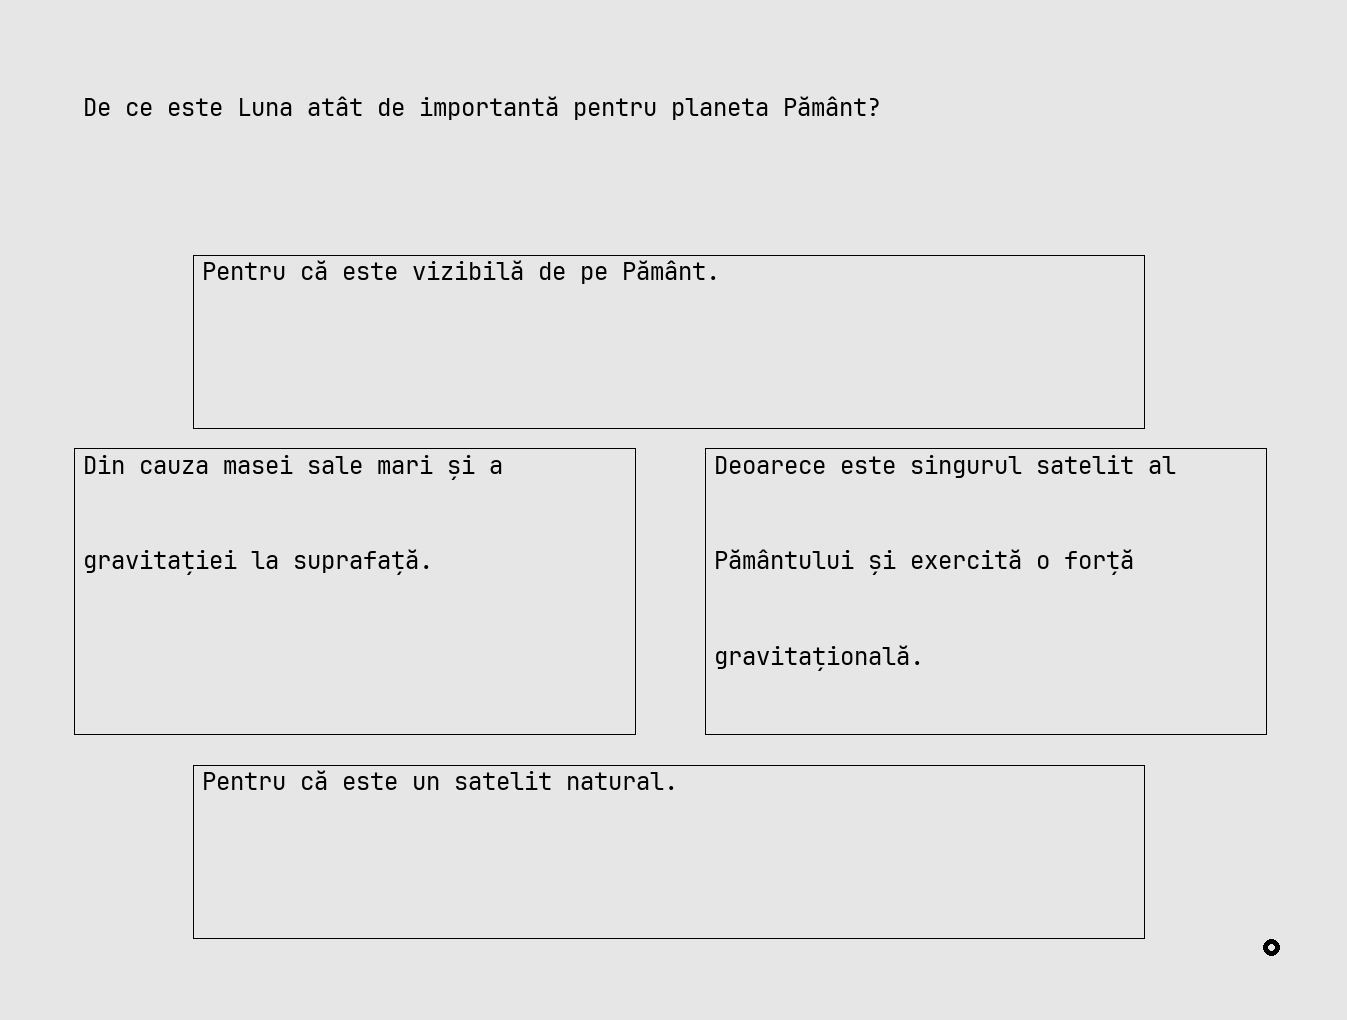 De ce este Luna atât de importantă pentru planeta Pământ?
Pentru că este vizibilă de pe Pământ.
Din cauza masei sale mari și a
gravitației la suprafață.
Deoarece este singurul satelit al
Pământului și exercită o forță
gravitațională.
Pentru că este un satelit natural.